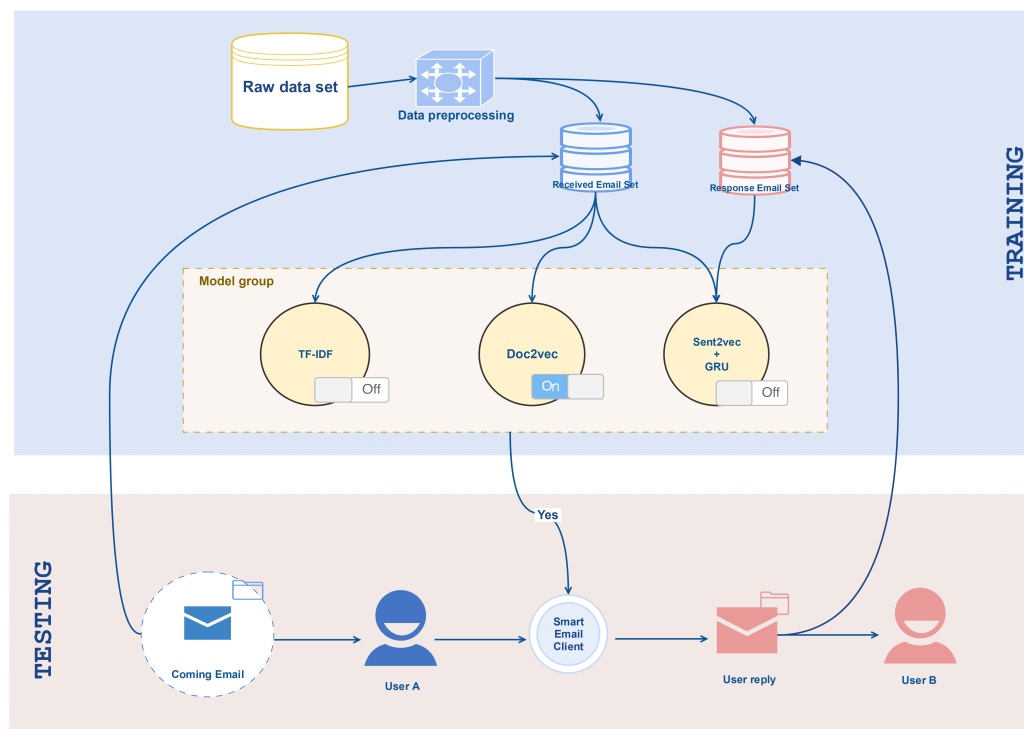 Raw data set
Data preprocessing
Received Email Set
Response Email Set
TRAINING
Model group
TF-IDF
Off
Doc2vec
On
Sent2vec
+
GRU
Off
Yes
TESTING
Coming Email
User A
Smart
Email
Client
User reply
User B